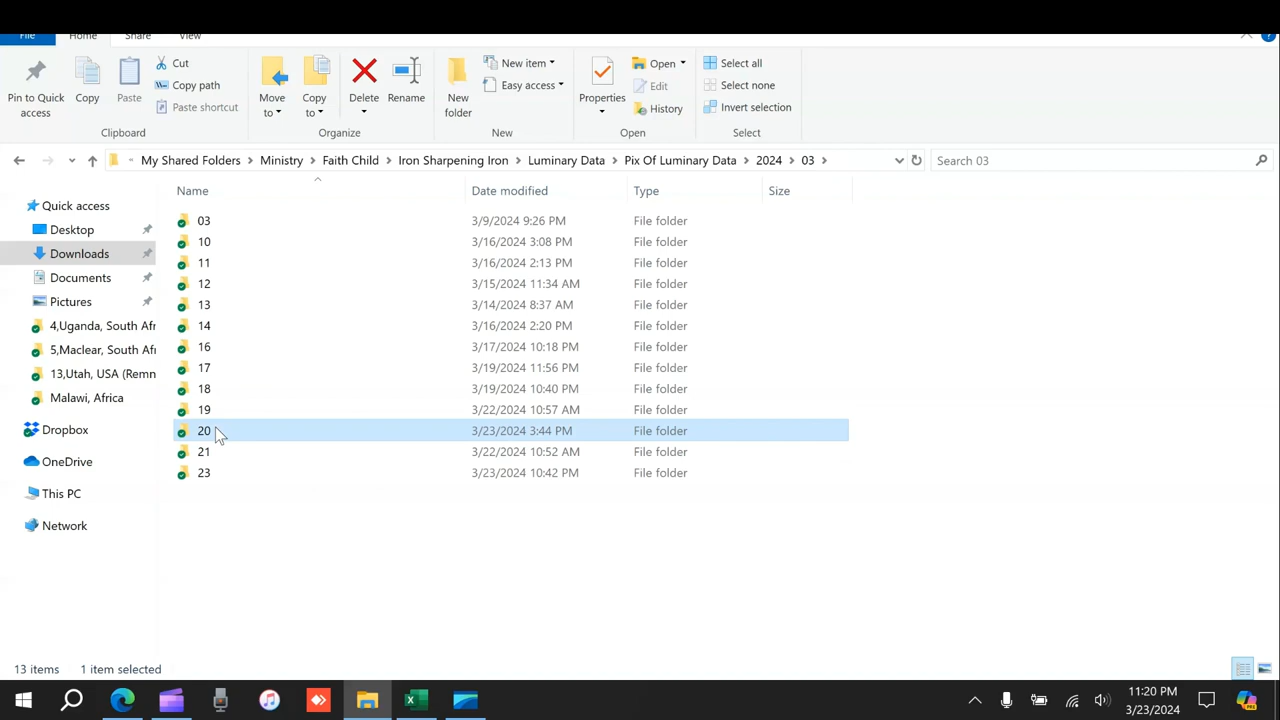 File Home Share View
Cut
Copy path
Paste shortcut
Pin to Quick access
Copy
Paste
Move to
Copy to
Delete
Rename
New folder
New item
Easy access
Properties
Open
Edit
History
Select all
Select none
Invert selection
Clipboard Organize New Open Select
My Shared Folders Ministry Faith Child Iron Sharpening Iron Luminary Data Pix Of Luminary Data 2024 03 Search 03
Name Date modified Type Size
Quick access
Desktop
Downloads
Documents
Pictures
4,Uganda, South Afri
5,Maclear, South Afri
13,Utah, USA (Remn
Malawi, Africa
Dropbox
OneDrive
This PC
Network
03 3/9/2024 9:26 PM File folder
10 3/16/2024 3:08 PM File folder
11 3/16/2024 2:13 PM File folder
12 3/15/2024 11:34 AM File folder
13 3/14/2024 8:37 AM File folder
14 3/16/2024 2:20 PM File folder
16 3/17/2024 10:18 PM File folder
17 3/19/2024 11:56 PM File folder
18 3/19/2024 10:40 PM File folder
19 3/22/2024 10:57 AM File folder
20 3/23/2024 3:44 PM File folder
21 3/22/2024 10:52 AM File folder
23 3/23/2024 10:42 PM File folder
13 items 1 item selected
11:20 PM
3/23/2024